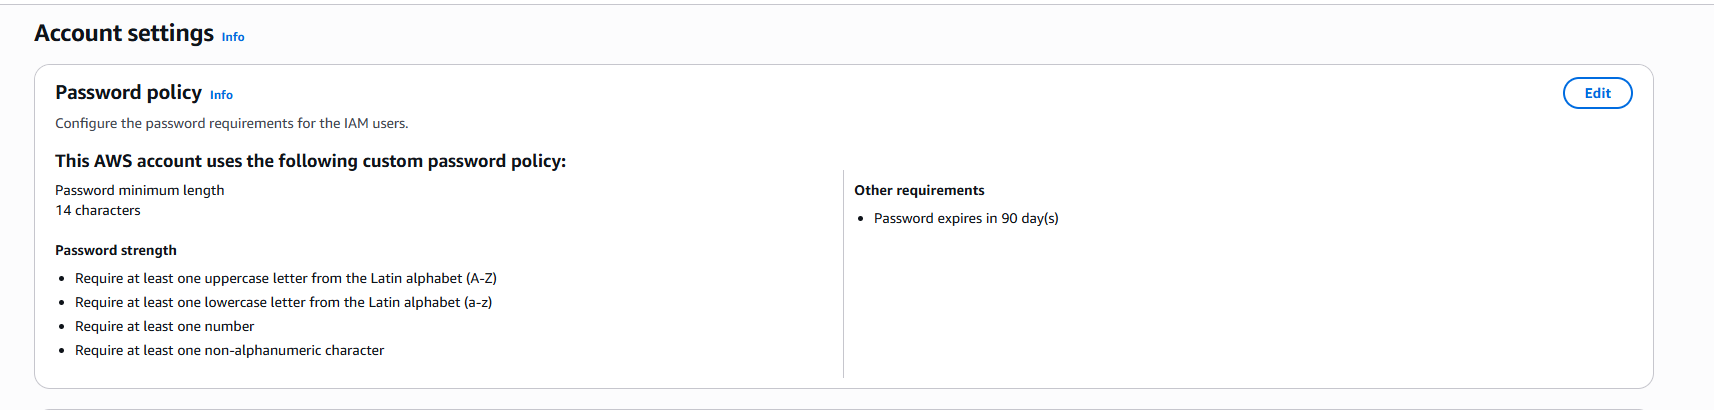 Account settings Info
Password policy Info
Edit
Configure the password requirements for the IAM users.
This AWS account uses the following custom password policy:
Password minimum length
14 characters
Password strength
Require at least one uppercase letter from the Latin alphabet (A-Z)
Require at least one lowercase letter from the Latin alphabet (a-z)
Require at least one number
Require at least one non-alphanumeric character
Other requirements
Password expires in 90 day(s)